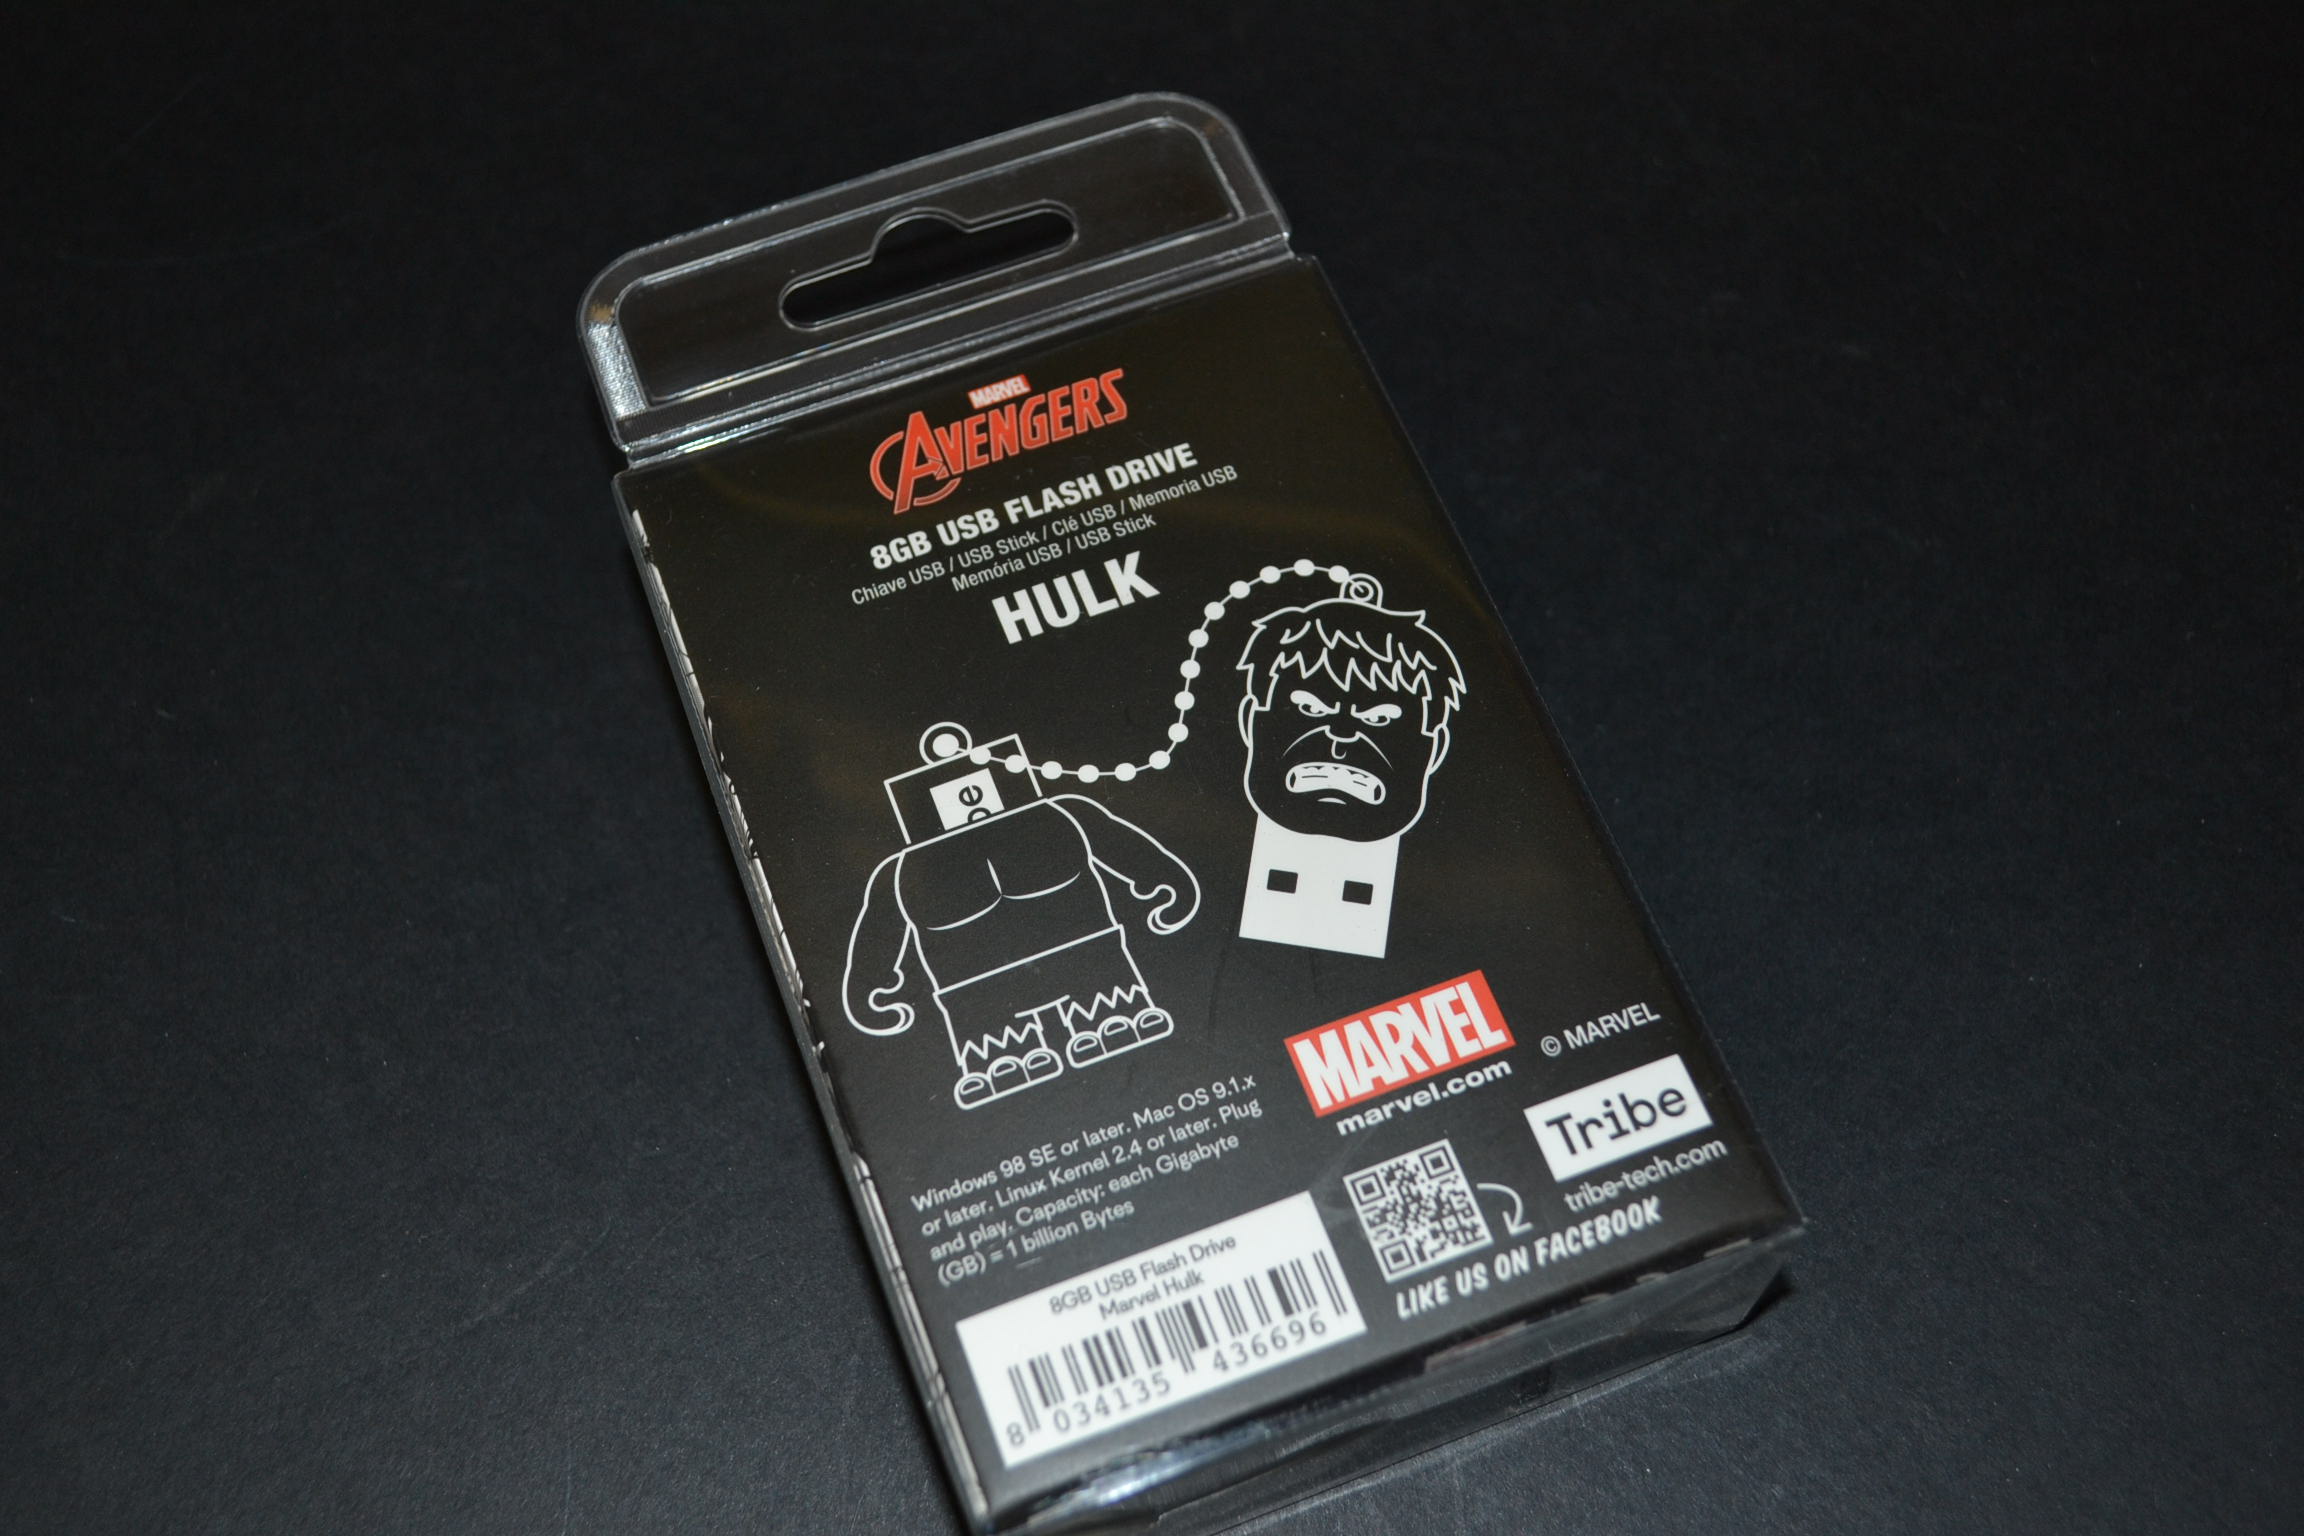 MARVEL
AVENGERS
8GB USB FLASH DRIVE
Chiave USB / USB Stick / Clé USB / Memoria USB
Memória USB / USB Stick
HULK
be
MARVEL
marvel.com
© MARVEL
Windows 98 SE or later. Mac OS 9.1.x
or later. Linux Kernel 2.4 or later. Plug
and play. Capacity: each Gigabyte
(GB) = 1 billion Bytes
Tribe
tribe-tech.com
LIKE US ON FACEBOOK
8GB USB Flash Drive
Marvel Hulk
8 034135 436696